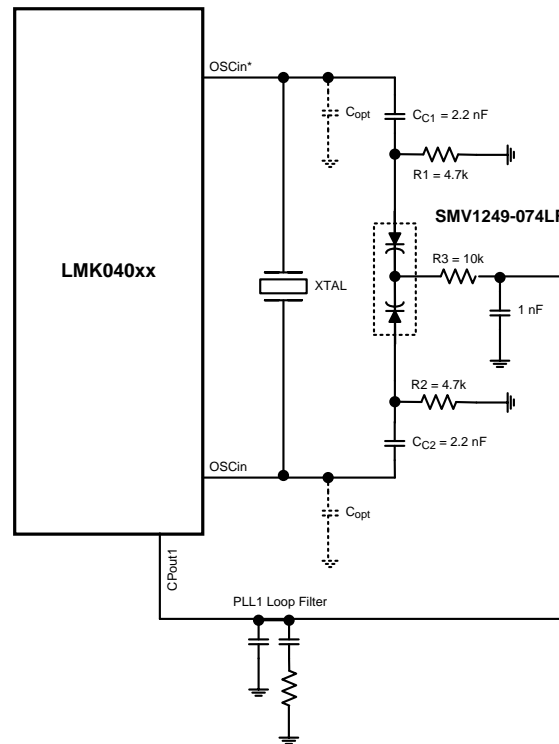 OSCin*
Copt
CC1 = 2.2 nF
R1 = 4.7k
SMV1249-074LF
LMK040xx
R3 = 10k
XTAL
1 nF
R2 = 4.7k
CC2 = 2.2 nF
OSCin
Copt
CPout1
PLL1 Loop Filter